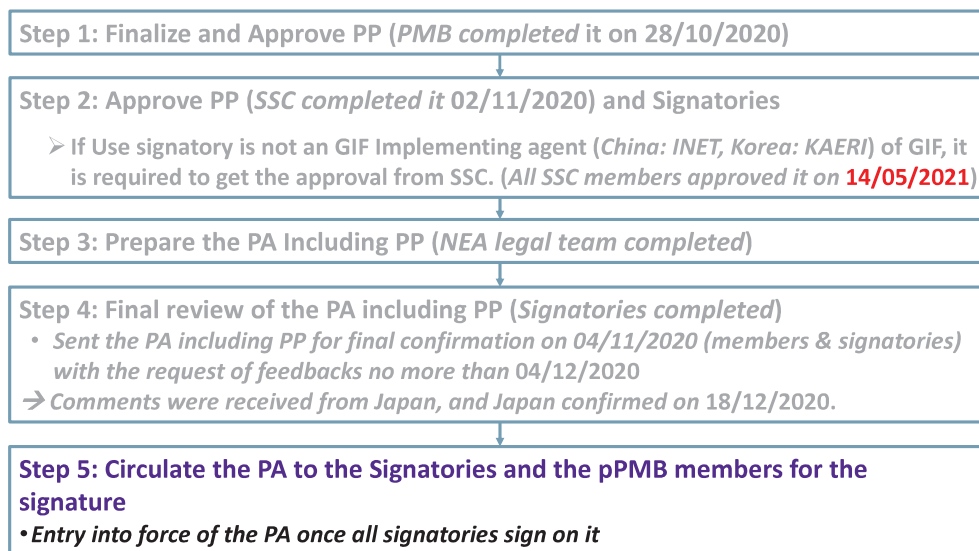 Step 1: Finalize and Approve PP (PMB completed it on 28/10/2020)
Step 2: Approve PP (SSC completed it 02/11/2020) and Signatories
➢ If Use signatory is not an GIF Implementing agent (China: INET, Korea: KAERI) of GIF, it
is required to get the approval from SSC. (All SSC members approved it on 14/05/2021)
Step 3: Prepare the PA Including PP (NEA legal team completed)
Step 4: Final review of the PA including PP (Signatories completed)
• Sent the PA including PP for final confirmation on 04/11/2020 (members & signatories)
with the request of feedbacks no more than 04/12/2020
→ Comments were received from Japan, and Japan confirmed on 18/12/2020.
Step 5: Circulate the PA to the Signatories and the pPMB members for the
signature
• Entry into force of the PA once all signatories sign on it